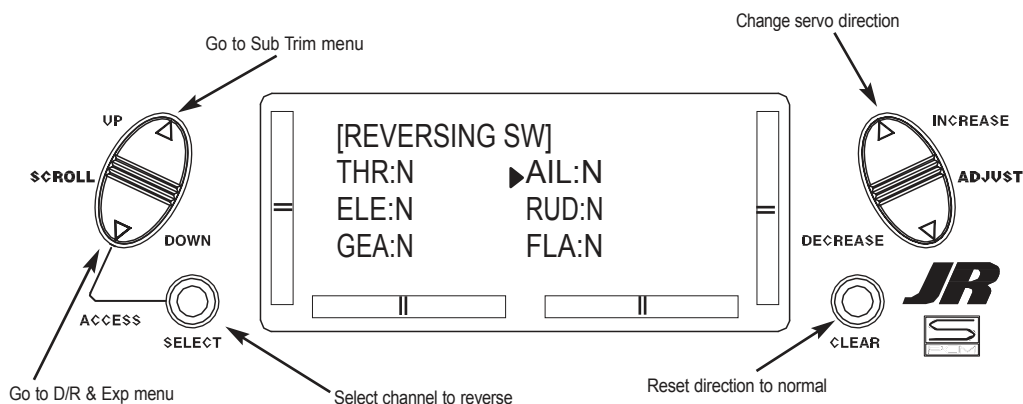 Change servo direction
Go to Sub Trim menu
UP
INCREASE
[REVERSING SW]
THR:N
AIL:N
SCROLL
ADJUST
ELE:N
RUD:N
DOWN
DECREASE
GEA:N
FLA:N
JR
ACCESS
SELECT
CLEAR
S
Go to D/R & Exp menu
Select channel to reverse
Reset direction to normal